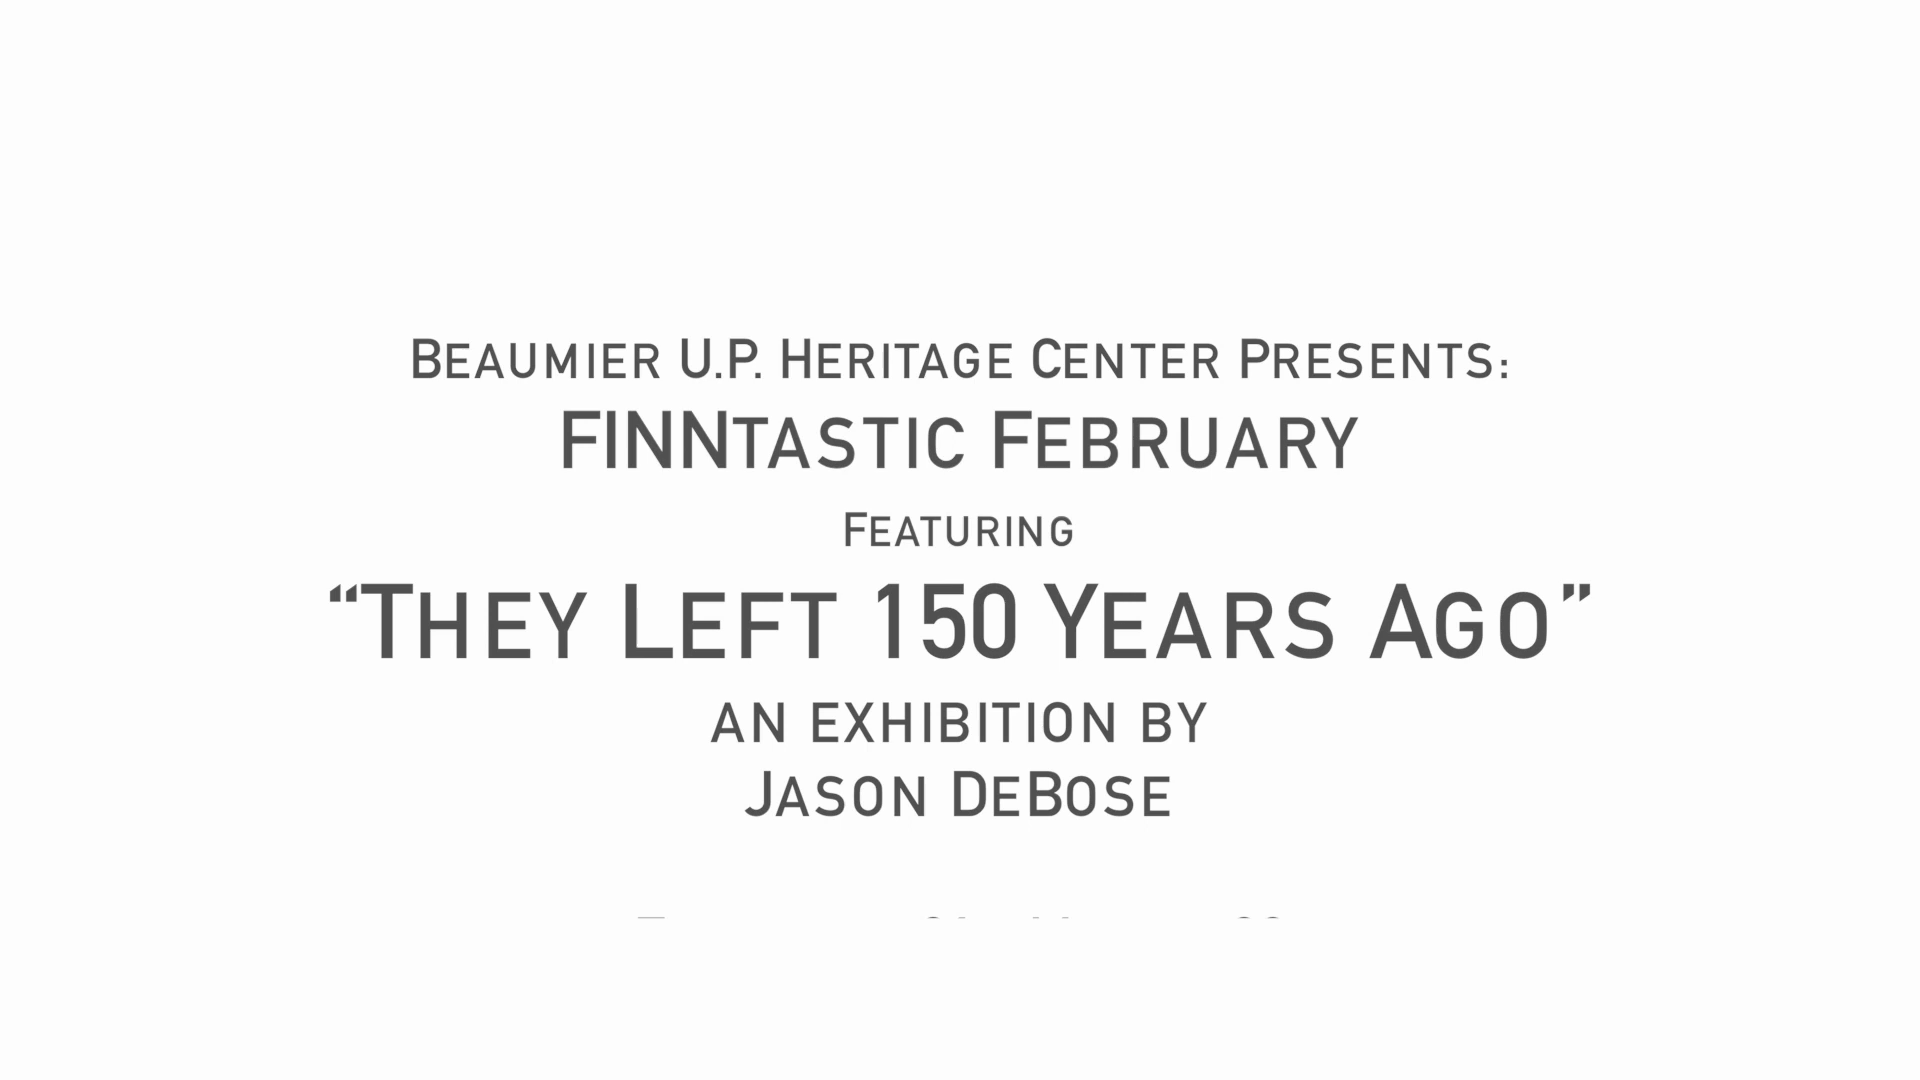 BEAUMIER U.P. HERITAGE CENTER PRESENTS:
FINNTASTIC FEBRUARY
FEATURING
“THEY LEFT 150 YEARS AGO”
AN EXHIBITION BY
JASON DEBOSE